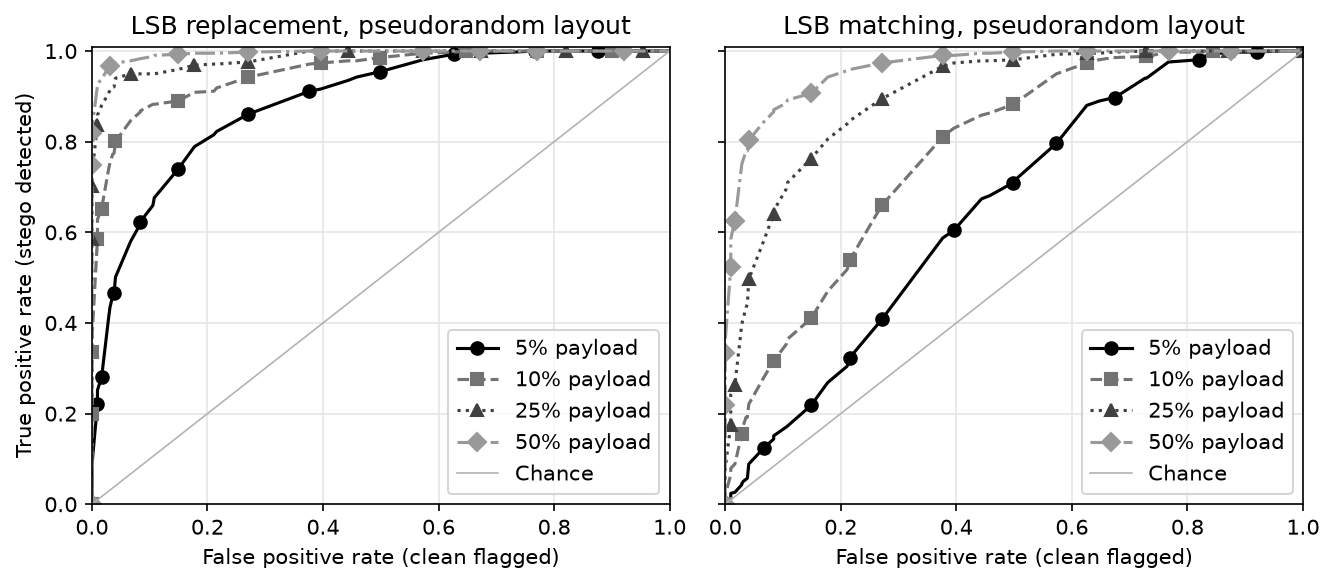 LSB replacement, pseudorandom layout
True positive rate (stego detected)
1.0
0.8
0.6
0.4
0.2
0.0
5% payload
10% payload
25% payload
50% payload
Chance
0.0 0.2 0.4 0.6 0.8 1.0
False positive rate (clean flagged)
LSB matching, pseudorandom layout
5% payload
10% payload
25% payload
50% payload
Chance
0.0 0.2 0.4 0.6 0.8 1.0
False positive rate (clean flagged)